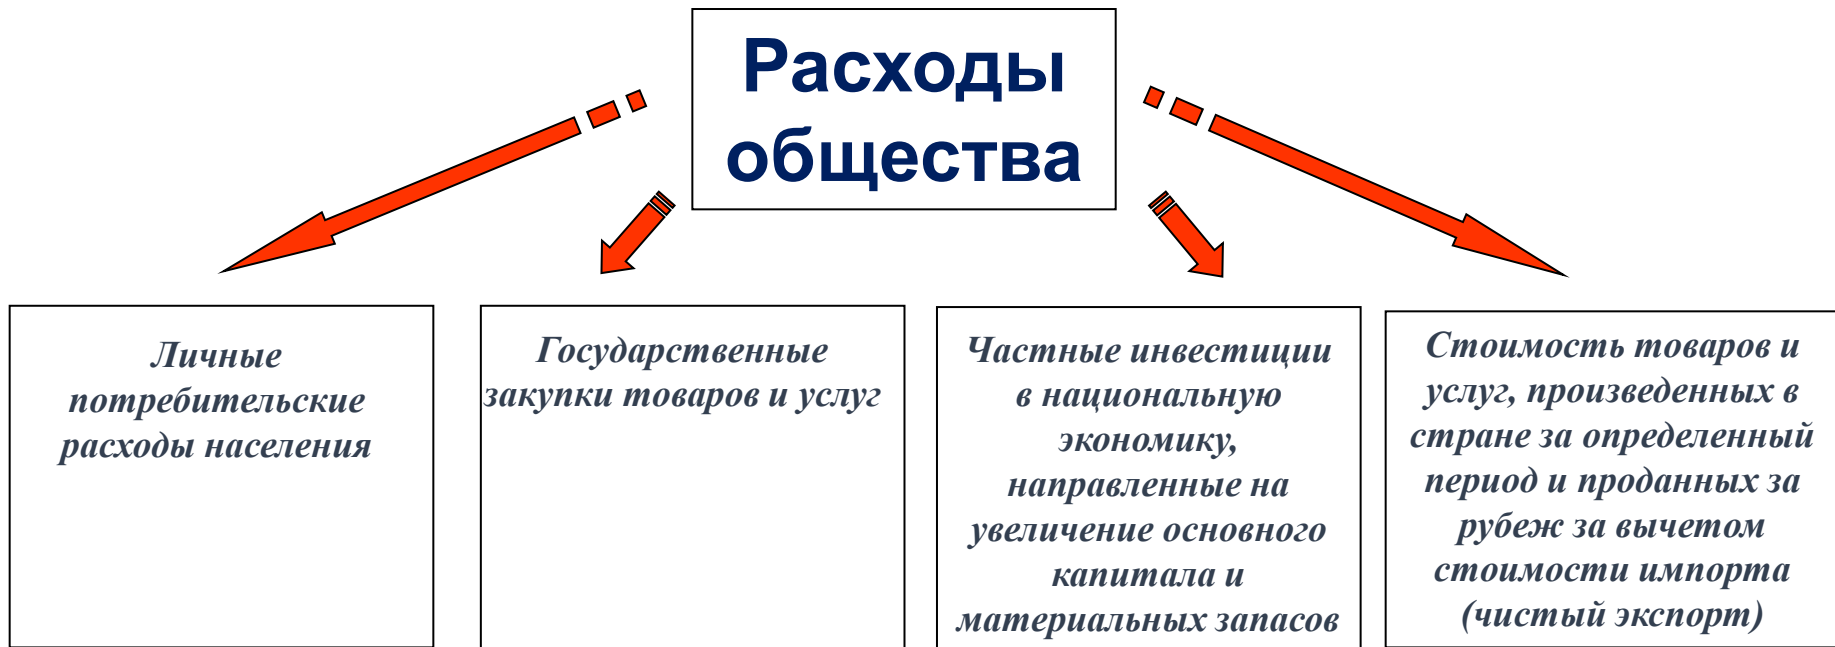 Расходы
общества
Личные
потребительские
расходы населения
Государственные
закупки товаров и услуг
Частные инвестиции
в национальную
экономику,
направленные на
увеличение основного
капитала и
материальных запасов
Стоимость товаров и
услуг, произведенных в
стране за определенный
период и проданных за
рубеж за вычетом
стоимости импорта
(чистый экспорт)